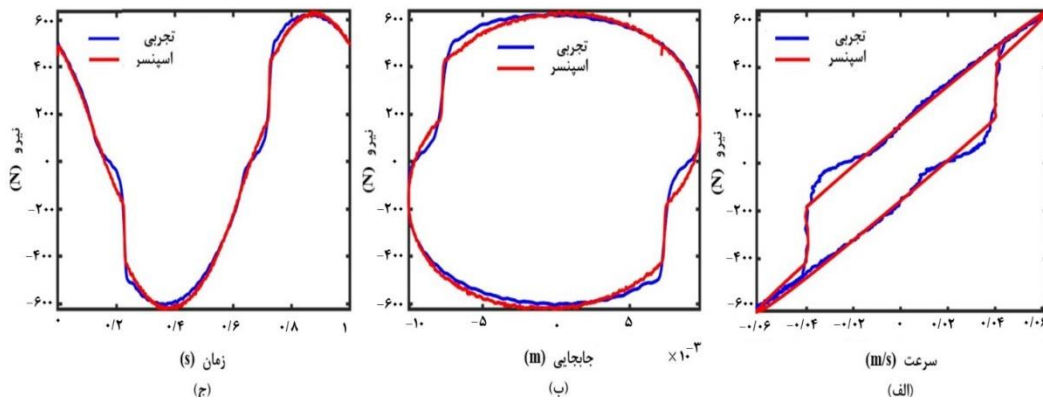 تجربی
اسپنسر
نیرو (N)
۶۰۰
۴۰۰
۲۰۰
۰
−۲۰۰
−۴۰۰
−۶۰۰
−۰/۰۶ −۰/۰۴ −۰/۰۲ ۰ ۰/۰۲ ۰/۰۴ ۰/۰۶
سرعت (m/s)
(الف)
تجربی
اسپنسر
نیرو (N)
۶۰۰
۴۰۰
۲۰۰
۰
−۲۰۰
−۴۰۰
−۶۰۰
−۱۰ −۵ ۰ ۵
×۱۰⁻³
جابجایی (m)
(ب)
تجربی
اسپنسر
نیرو (N)
۶۰۰
۴۰۰
۲۰۰
۰
−۲۰۰
−۴۰۰
−۶۰۰
۰ ۰/۲ ۰/۴ ۰/۶ ۰/۸ ۱
زمان (s)
(ج)